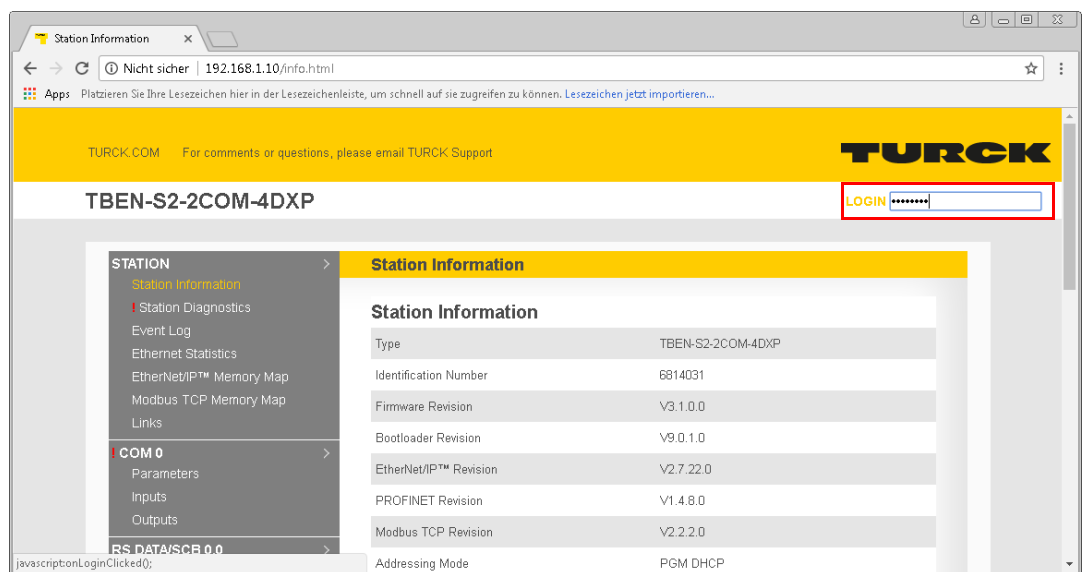 Station Information
Nicht sicher | 192.168.1.10/info.html
Apps Platzieren Sie Ihre Lesezeichen hier in der Lesezeichenleiste, um schnell auf sie zugreifen zu können. Lesezeichen jetzt importieren...
TURCK.COM For comments or questions, please email TURCK Support
TURCK
TBEN-S2-2COM-4DXP
LOGIN ••••••••
STATION
Station Information
! Station Diagnostics
Event Log
Ethernet Statistics
EtherNet/IP™ Memory Map
Modbus TCP Memory Map
Links
! COM 0
Parameters
Inputs
Outputs
RS DATA/SCB 0.0
Station Information
Station Information
Type TBEN-S2-2COM-4DXP
Identification Number 6814031
Firmware Revision V3.1.0.0
Bootloader Revision V9.0.1.0
EtherNet/IP™ Revision V2.7.22.0
PROFINET Revision V1.4.8.0
Modbus TCP Revision V2.2.2.0
Addressing Mode PGM DHCP
javascript:onLoginClicked();